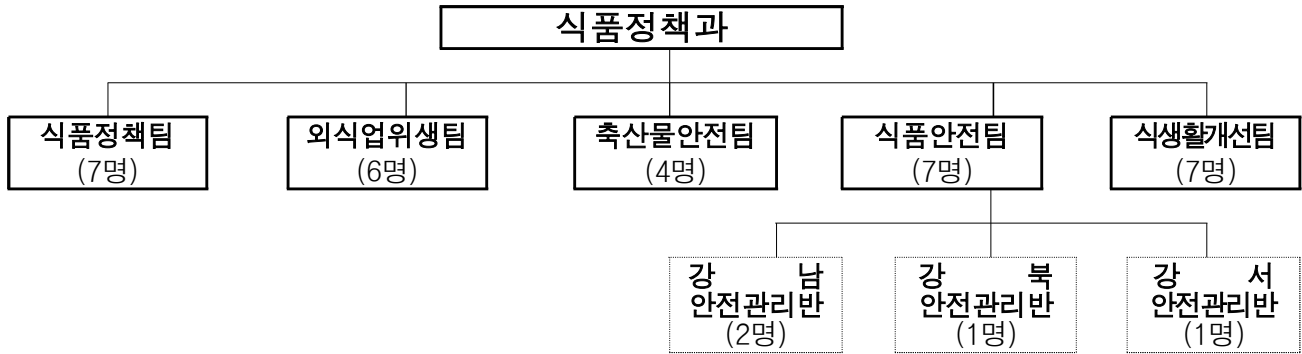 식품정책과
식품정책팀
(7명)
외식업위생팀
(6명)
축산물안전팀
(4명)
식품안전팀
(7명)
식생활개선팀
(7명)
강 남
안전관리반
(2명)
강 북
안전관리반
(1명)
강 서
안전관리반
(1명)